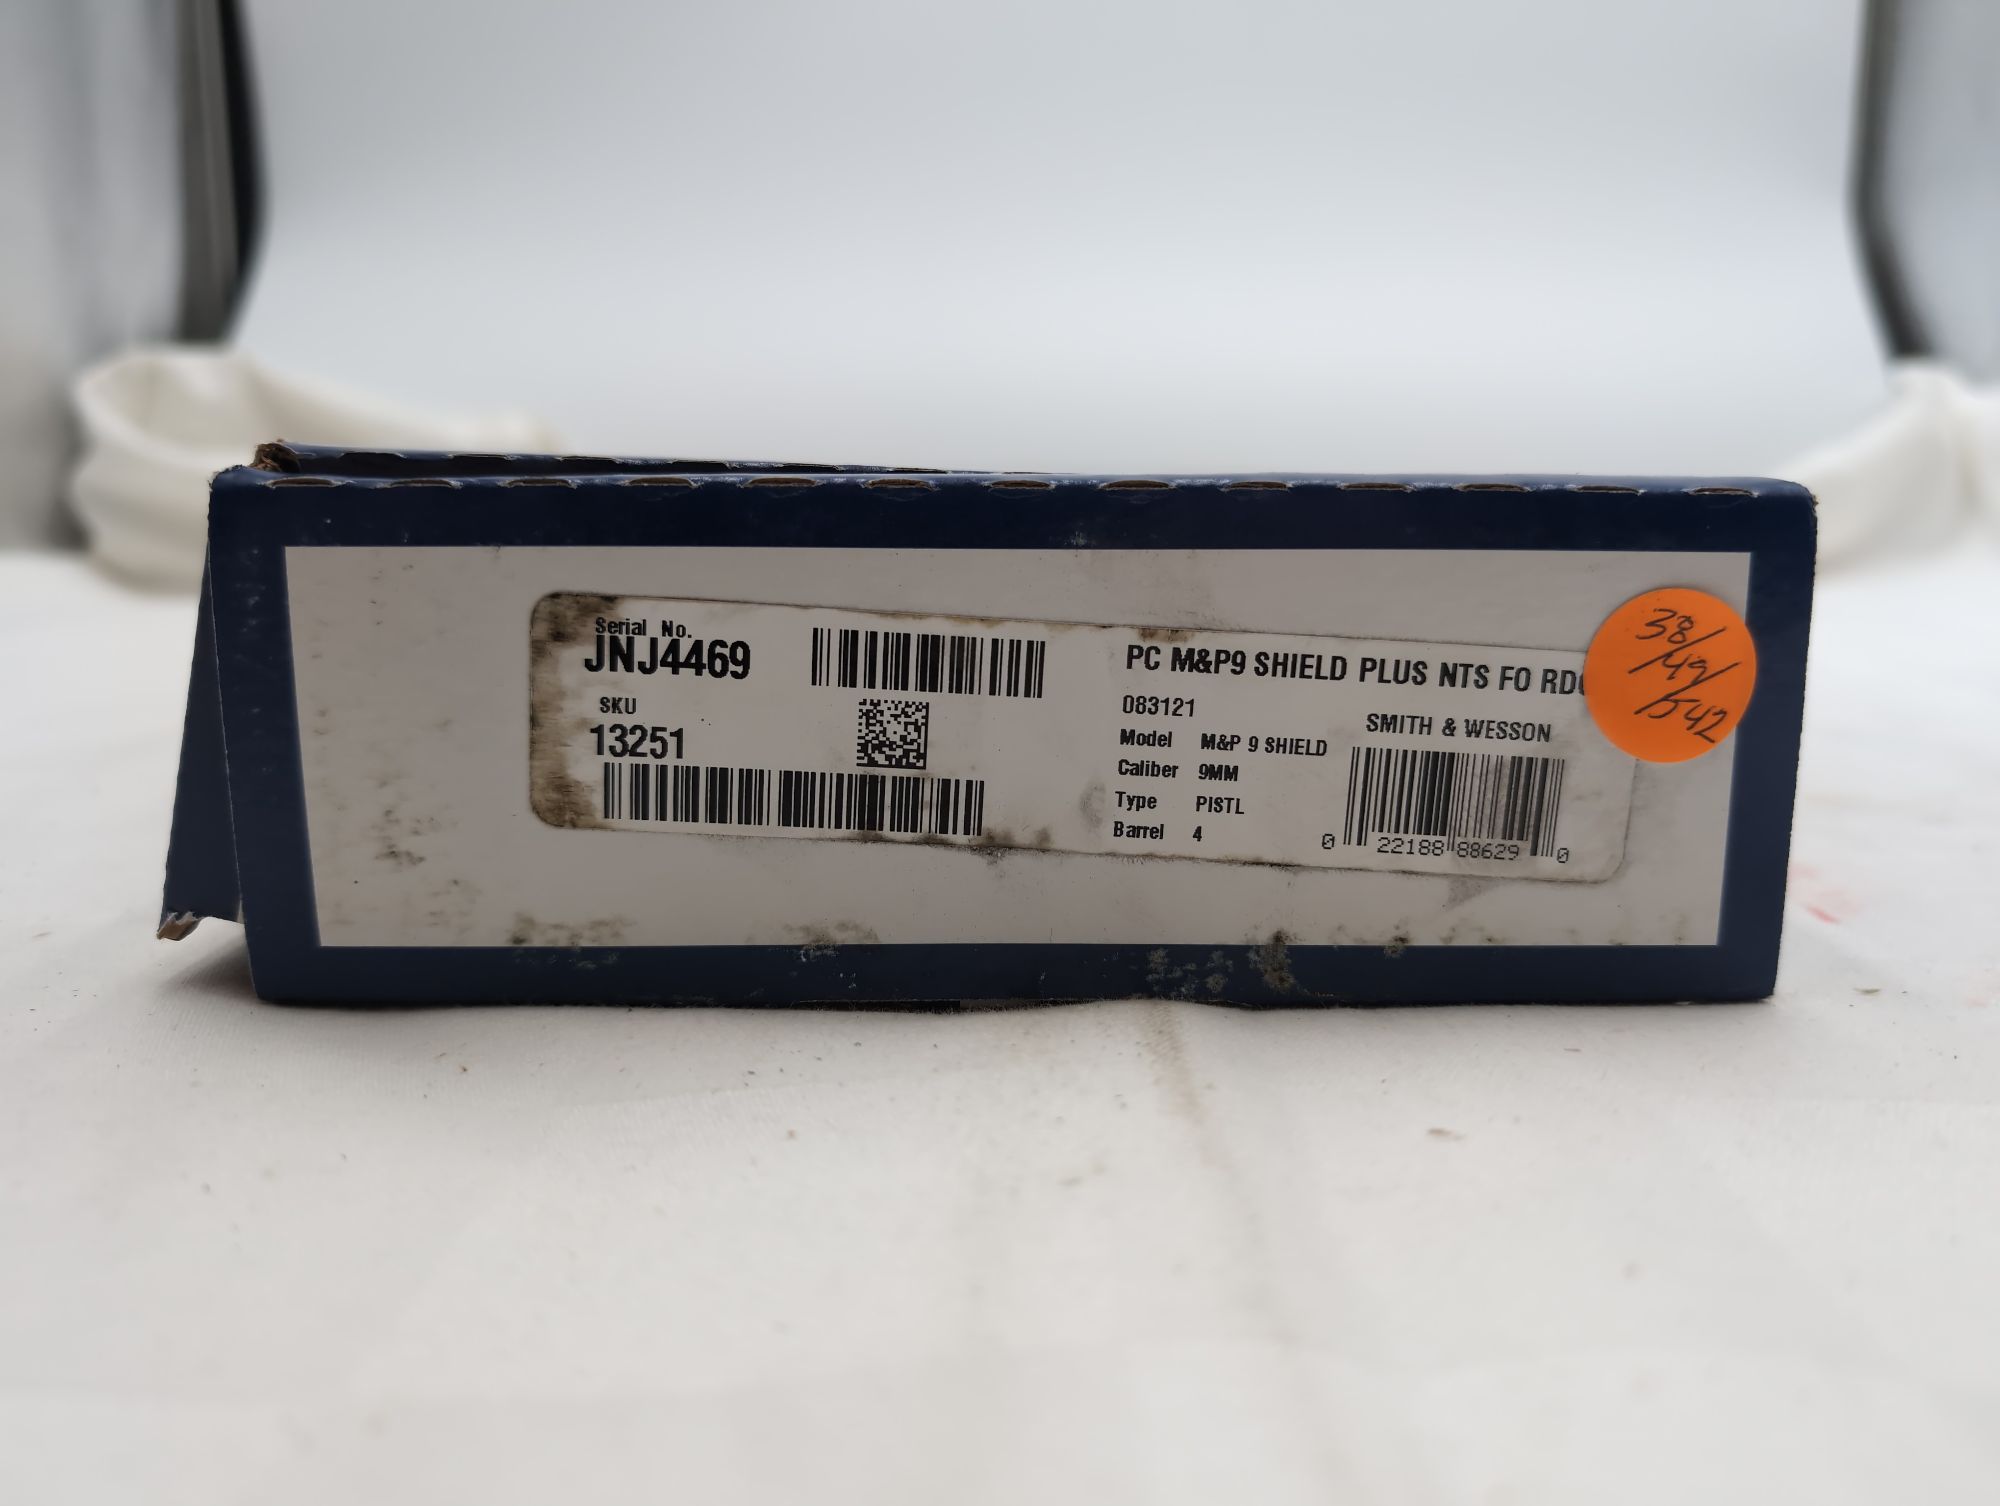 Serial No.
JNJ4469
SKU
13251
PC M&P9 SHIELD PLUS NTS FO
083121
SMITH & WESSON
Model M&P 9 SHIELD
Caliber 9MM
Type PISTL
Barrel 4
0 22188 88629 0
38/
/49/
/542